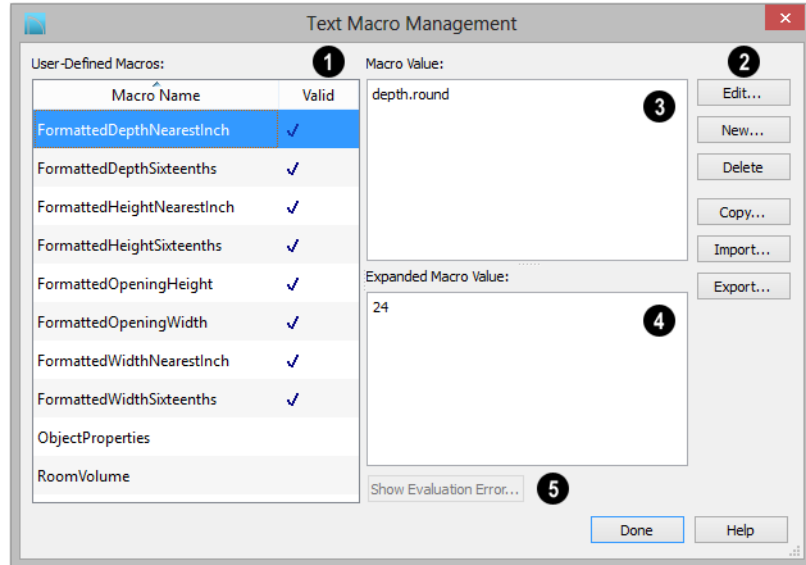 Text Macro Management
×
User-Defined Macros:
1
Macro Value:
2
Macro Name
Valid
depth.round
3
Edit...
FormattedDepthNearestInch
✓
New...
FormattedDepthSixteenths
✓
Delete
FormattedHeightNearestInch
✓
Copy...
FormattedHeightSixteenths
✓
Import...
Expanded Macro Value:
FormattedOpeningHeight
✓
Export...
24
4
FormattedOpeningWidth
✓
FormattedWidthNearestInch
✓
FormattedWidthSixteenths
✓
ObjectProperties
RoomVolume
Show Evaluation Error...
5
Done
Help